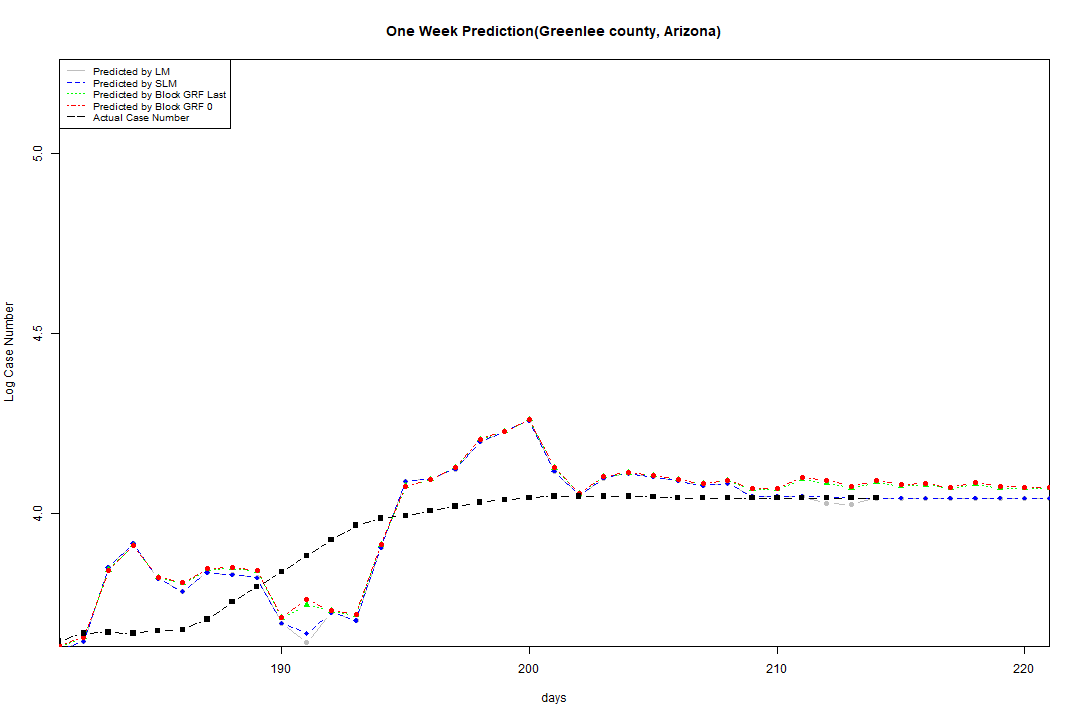 One Week Prediction(Greenlee county, Arizona)
Predicted by LM
Predicted by SLM
Predicted by Block GRF Last
Predicted by Block GRF 0
Actual Case Number
5.0
4.5
4.0
Log Case Number
190 200 210 220
days